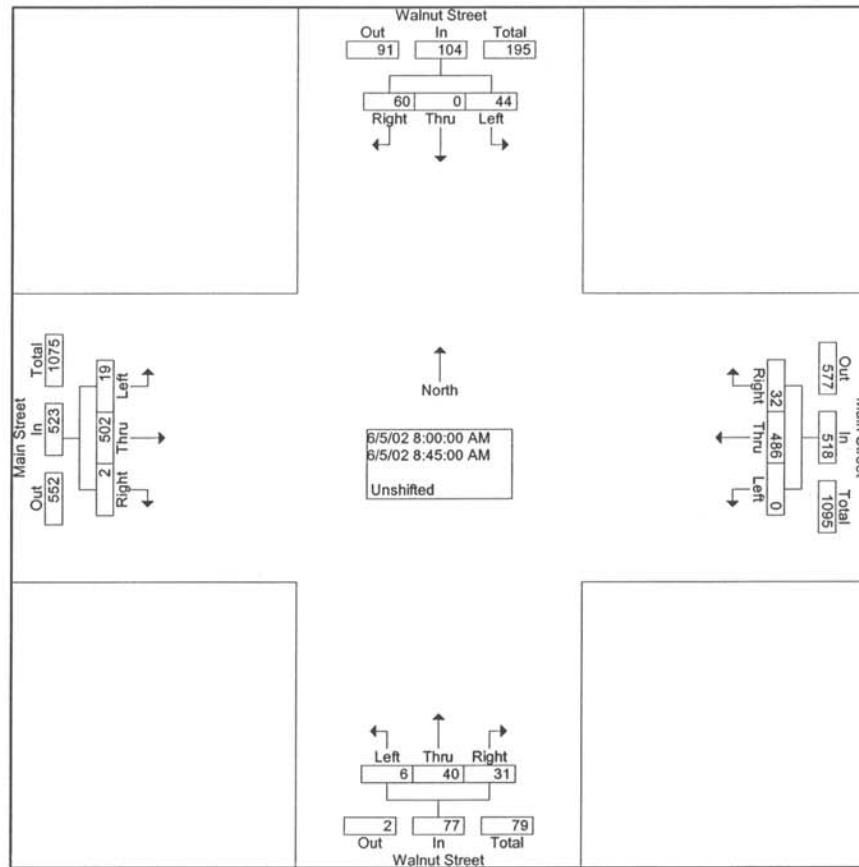 Walnut Street
Out In Total
91 104 195
60 0 44
Right Thru Left
Main Street
Total In Out
1075 523 552
19 502 2
Left Thru Right
North
6/5/02 8:00:00 AM
6/5/02 8:45:00 AM
Unshifted
Right Thru Left
32 486 0
577 518 1095
Out In Total
Left Thru Right
6 40 31
2 77 79
Out In Total
Walnut Street